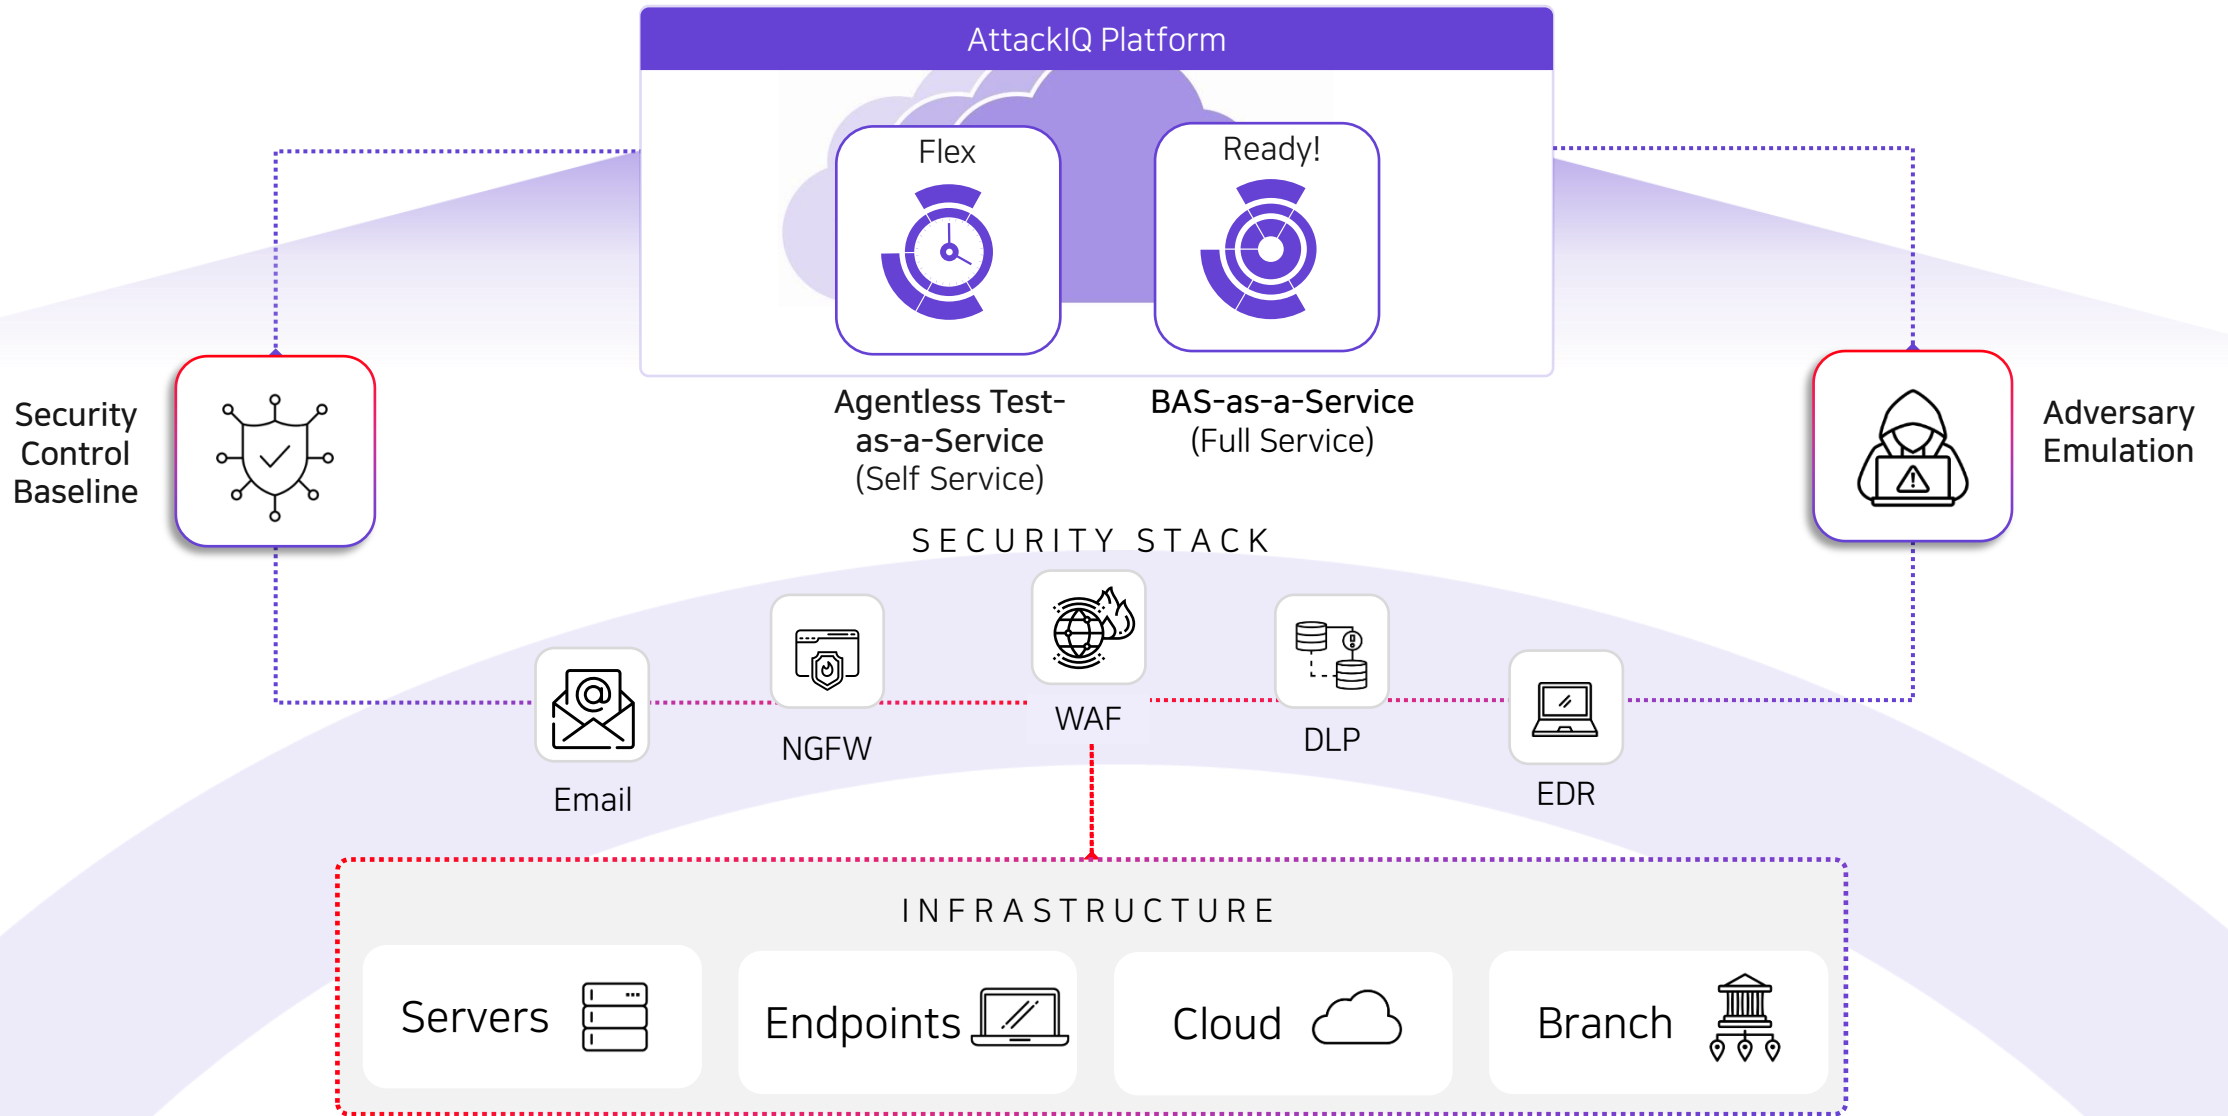 AttackIQ Platform
Flex
Ready!
Agentless Test-
as-a-Service
(Self Service)
BAS-as-a-Service
(Full Service)
Security
Control
Baseline
Adversary
Emulation
SECURITY STACK
Email
NGFW
WAF
DLP
EDR
INFRASTRUCTURE
Servers
Endpoints
Cloud
Branch